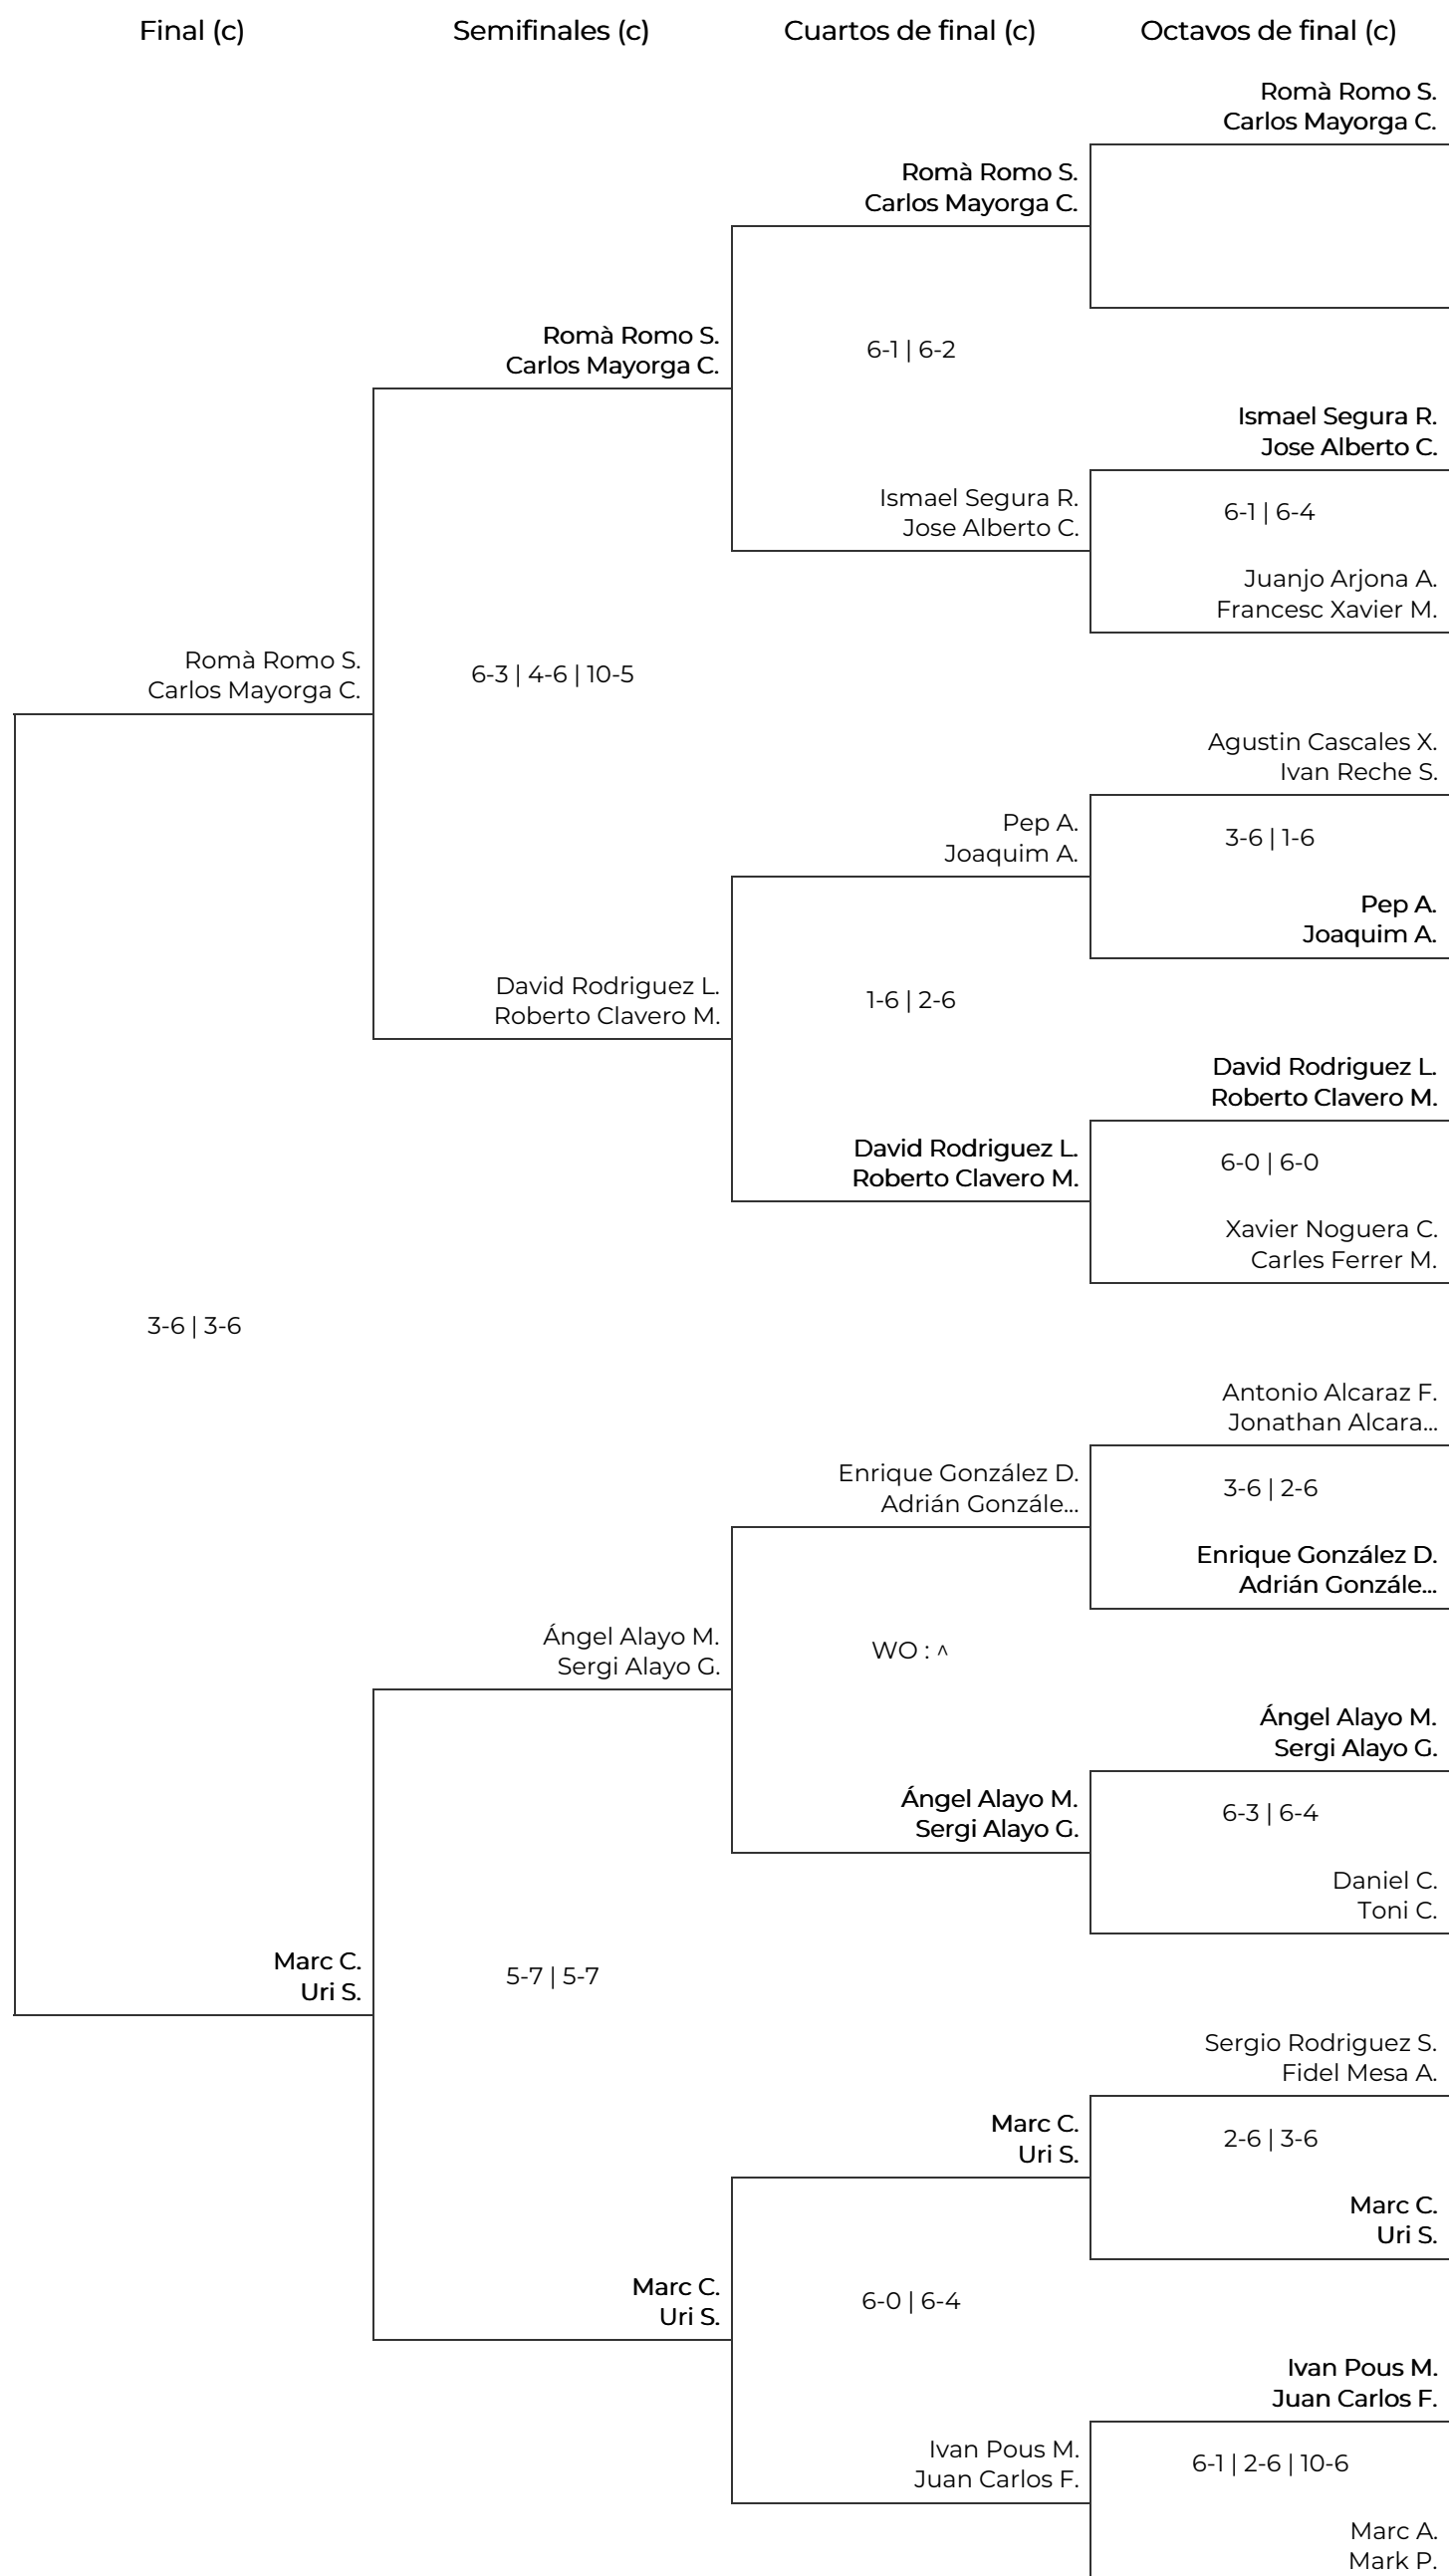 Final (c)
Semifinales (c)
Cuartos de final (c)
Octavos de final (c)
Romà Romo S.
Carlos Mayorga C.
Romà Romo S.
Carlos Mayorga C.
Romà Romo S.
Carlos Mayorga C.
6-1 | 6-2
Ismael Segura R.
Jose Alberto C.
Ismael Segura R.
Jose Alberto C.
6-1 | 6-4
Juanjo Arjona A.
Francesc Xavier M.
Romà Romo S.
Carlos Mayorga C.
6-3 | 4-6 | 10-5
Agustin Cascales X.
Ivan Reche S.
Pep A.
Joaquim A.
3-6 | 1-6
Pep A.
Joaquim A.
David Rodriguez L.
Roberto Clavero M.
1-6 | 2-6
David Rodriguez L.
Roberto Clavero M.
David Rodriguez L.
Roberto Clavero M.
6-0 | 6-0
Xavier Noguera C.
Carles Ferrer M.
3-6 | 3-6
Antonio Alcaraz F.
Jonathan Alcara...
Enrique González D.
Adrián Gonzále...
3-6 | 2-6
Enrique González D.
Adrián Gonzále...
Ángel Alayo M.
Sergi Alayo G.
WO : ^
Ángel Alayo M.
Sergi Alayo G.
Ángel Alayo M.
Sergi Alayo G.
6-3 | 6-4
Daniel C.
Toni C.
Marc C.
Uri S.
5-7 | 5-7
Sergio Rodriguez S.
Fidel Mesa A.
Marc C.
Uri S.
2-6 | 3-6
Marc C.
Uri S.
Marc C.
Uri S.
6-0 | 6-4
Ivan Pous M.
Juan Carlos F.
Ivan Pous M.
Juan Carlos F.
6-1 | 2-6 | 10-6
Marc A.
Mark P.